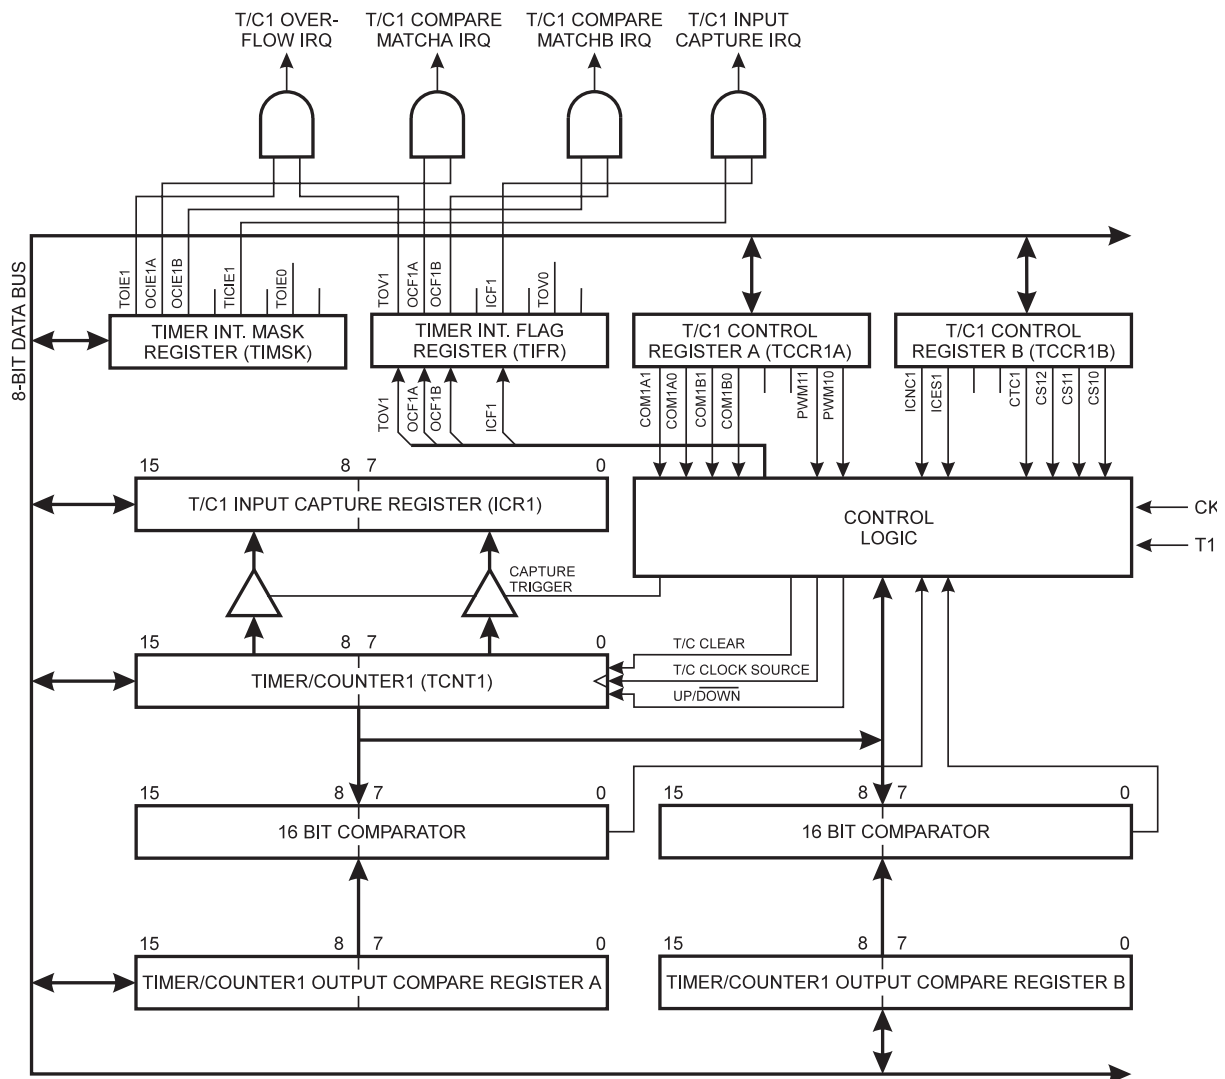 T/C1 OVER-
FLOW IRQ
T/C1 COMPARE
MATCHA IRQ
T/C1 COMPARE
MATCHB IRQ
T/C1 INPUT
CAPTURE IRQ
8-BIT DATA BUS
TOIE1
OCIE1A
OCIE1B
TICIE1
TOIE0
TOV1
OCF1A
OCF1B
ICF1
TOV0
TIMER INT. MASK
REGISTER (TIMSK)
TIMER INT. FLAG
REGISTER (TIFR)
T/C1 CONTROL
REGISTER A (TCCR1A)
T/C1 CONTROL
REGISTER B (TCCR1B)
TOV1
OCF1A
OCF1B
ICF1
COM1A1
COM1A0
COM1B1
COM1B0
PWM11
PWM10
ICNC1
ICES1
CTC1
CS12
CS11
CS10
15 8 7 0
T/C1 INPUT CAPTURE REGISTER (ICR1)
CONTROL
LOGIC
CK
T1
CAPTURE
TRIGGER
15 8 7 0
TIMER/COUNTER1 (TCNT1)
T/C CLEAR
T/C CLOCK SOURCE
UP/DOWN
15 8 7 0
16 BIT COMPARATOR
15 8 7 0
16 BIT COMPARATOR
15 8 7 0
TIMER/COUNTER1 OUTPUT COMPARE REGISTER A
15 8 7 0
TIMER/COUNTER1 OUTPUT COMPARE REGISTER B